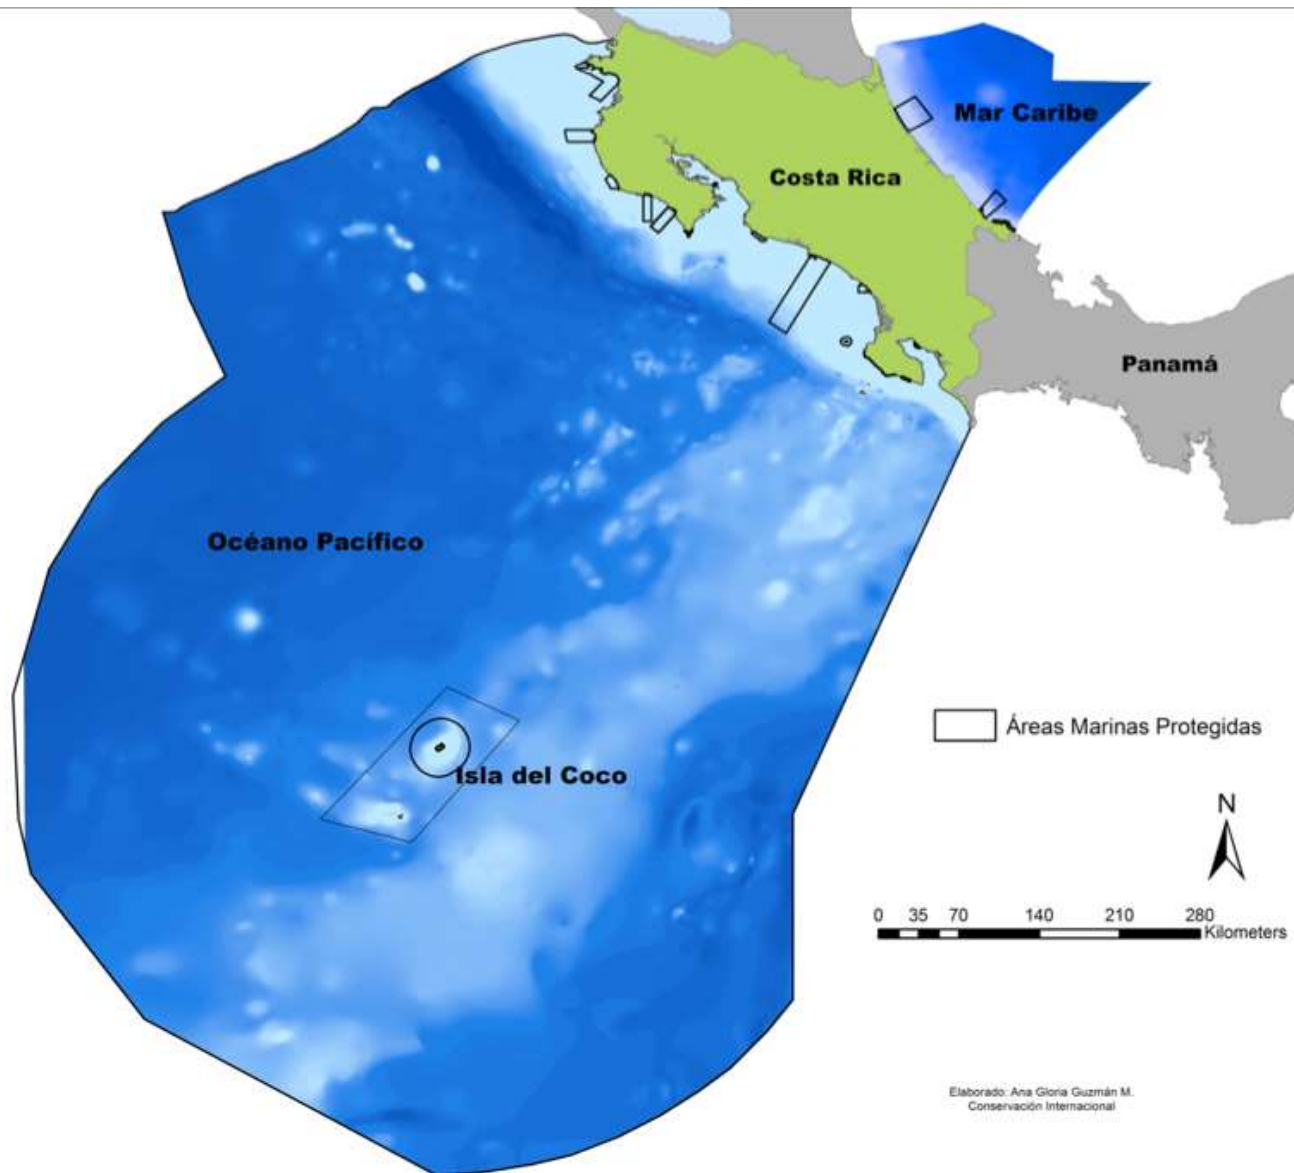 Mar Caribe
Costa Rica
Panamá
Océano Pacífico
Áreas Marinas Protegidas
Isla del Coco
N
0 35 70 140 210 280
Kilometers
Elaborado: Ana Gloria Guzmán M.
Conservación Internacional